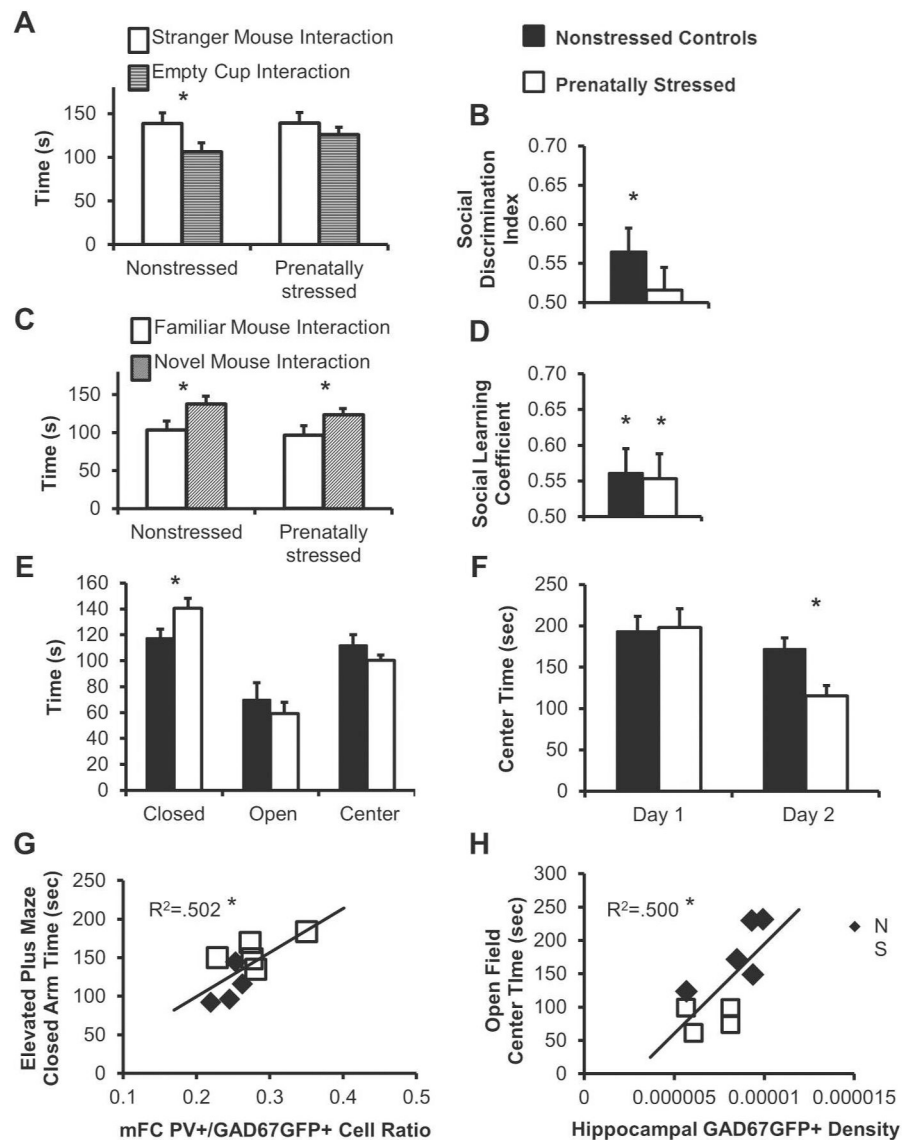 A
Stranger Mouse Interaction
Empty Cup Interaction
Time (s)
150
100
50
0
*
Nonstressed
Prenatally
stressed
Nonstressed Controls
Prenatally Stressed
B
Social
Discrimination
Index
0.70
0.65
0.60
0.55
0.50
*
C
Familiar Mouse Interaction
Novel Mouse Interaction
Time (s)
150
100
50
0
*
*
Nonstressed
Prenatally
stressed
D
Social Learning
Coefficient
0.70
0.65
0.60
0.55
0.50
*
*
E
Time (s)
160
140
120
100
80
60
40
20
0
*
Closed
Open
Center
F
Center Time (sec)
250
200
150
100
50
0
*
Day 1
Day 2
G
Elevated Plus Maze
Closed Arm Time (sec)
250
200
150
100
50
0
R²=.502 *
0.1
0.2
0.3
0.4
0.5
mFC PV+/GAD67GFP+ Cell Ratio
H
Open Field
Center TIme (sec)
300
250
200
150
100
50
0
R²=.500 *
N
S
0
0.000005
0.00001
0.000015
Hippocampal GAD67GFP+ Density